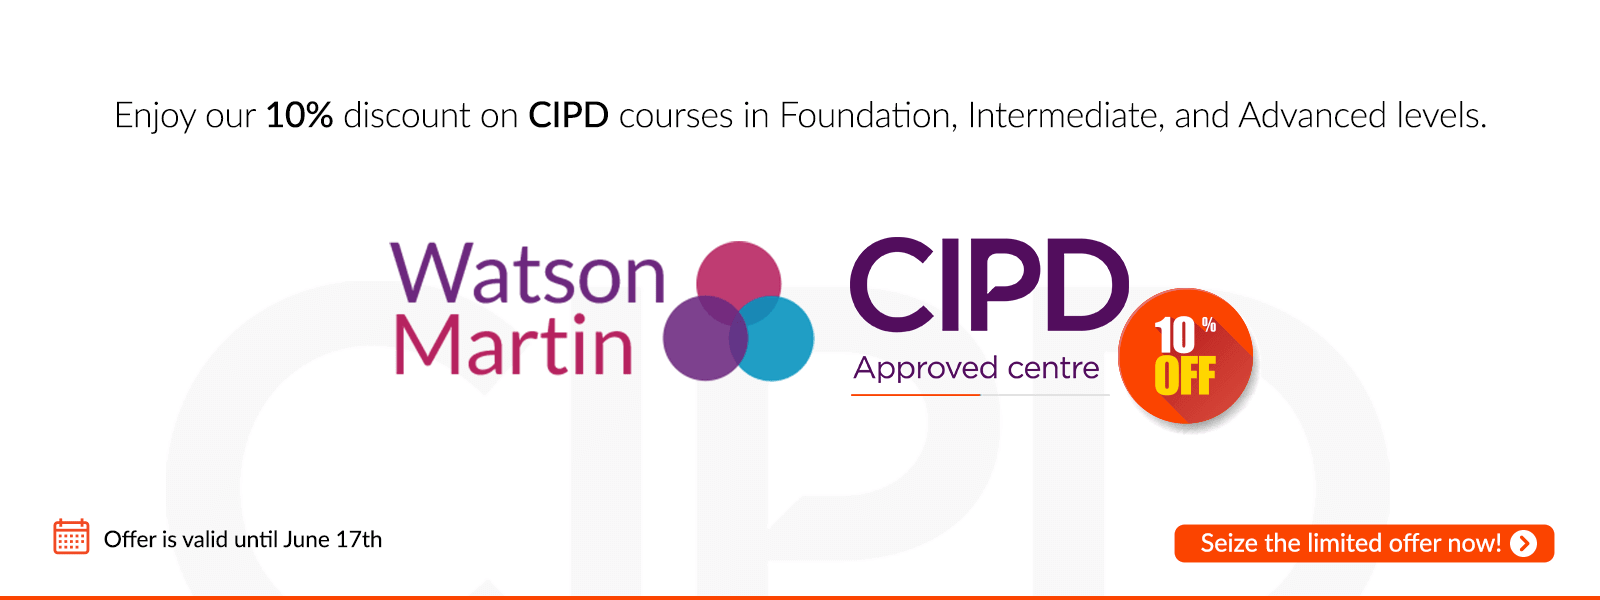 Enjoy our 10% discount on CIPD courses in Foundation, Intermediate, and Advanced levels.
Watson
Martin
CIPD
Approved centre
10%
OFF
CIPD
Offer is valid until June 17th
Seize the limited offer now!